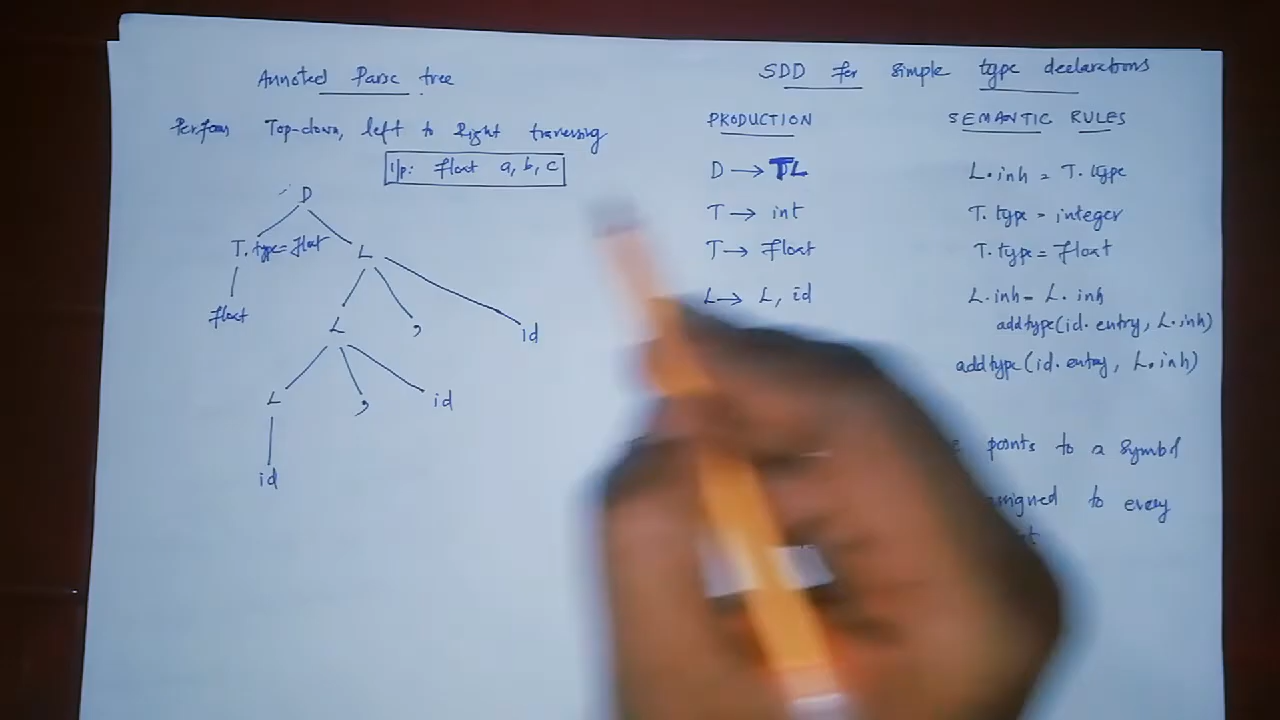 Annoted Parse tree
Perform Top-down, left to Right traversing
i/p: float a, b, c
D
T.type=float L
float
L , id
L , id
id
SDD for simple type declarations
PRODUCTION SEMANTIC RULES
D → TL L.inh = T.type
T → int T.type = integer
T → float T.type = float
L → L, id L.inh = L.inh
addtype(id.entry, L.inh)
addtype(id.entry, L.inh)
points to a symbol
to every